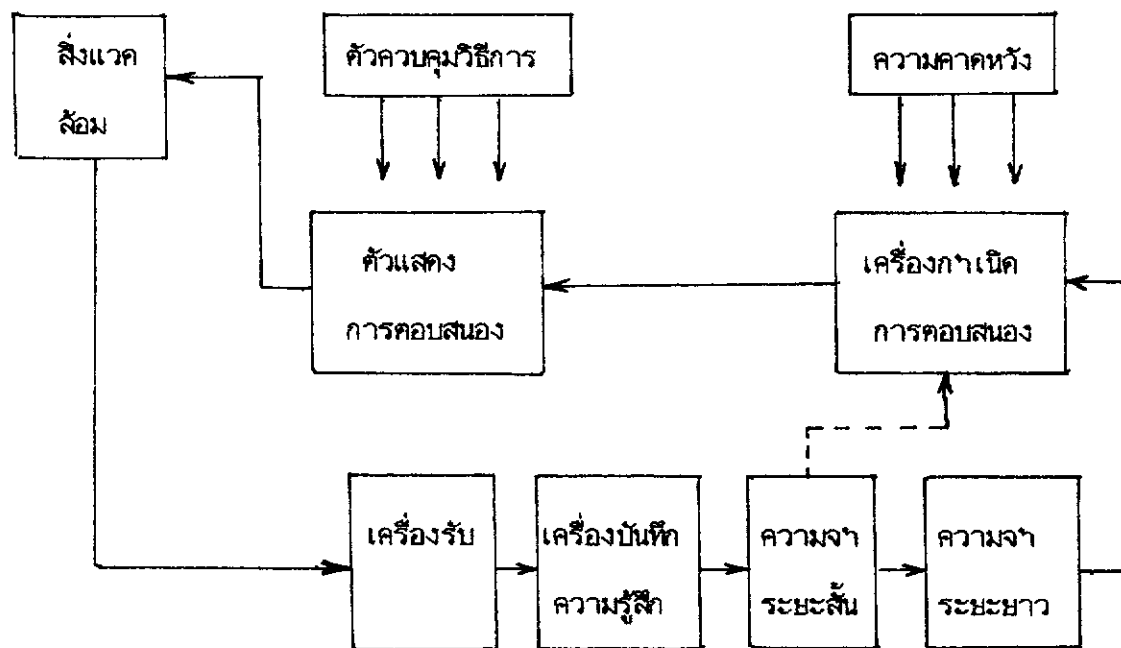 สิ่งแวด
ล้อม
ตัวควบคุมวิธีการ
ความคาดหวัง
ตัวแสดง
การตอบสนอง
เครื่องกำเนิด
การตอบสนอง
เครื่องรับ
เครื่องบันทึก
ความรู้สึก
ความจำ
ระยะสั้น
ความจำ
ระยะยาว